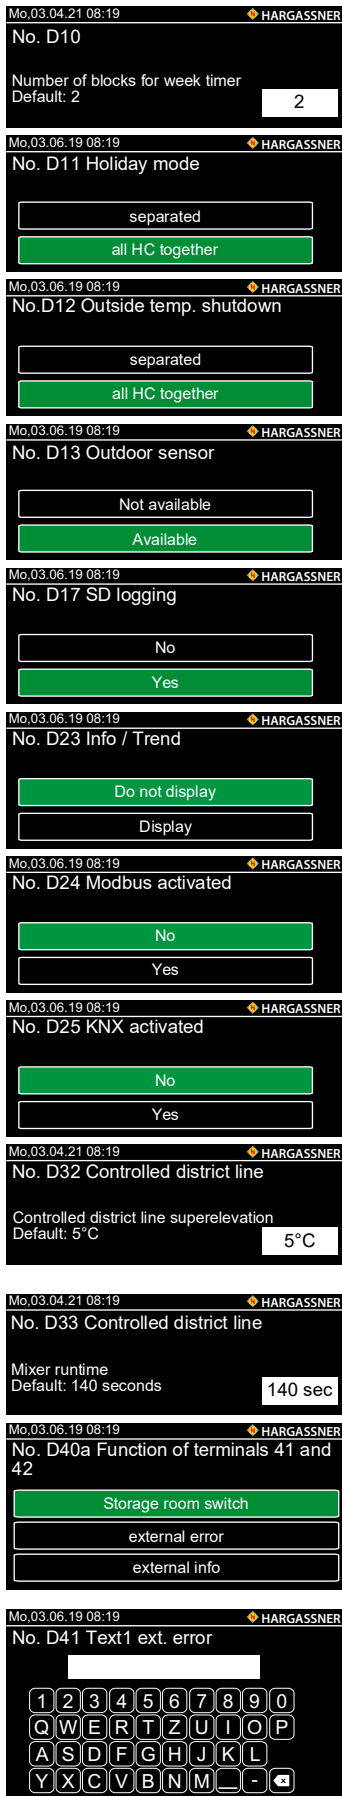 Mo,03.04.21 08:19 HARGASSNER
No. D10
Number of blocks for week timer
Default: 2
2
Mo,03.06.19 08:19 HARGASSNER
No. D11 Holiday mode
separated
all HC together
Mo,03.06.19 08:19 HARGASSNER
No.D12 Outside temp. shutdown
separated
all HC together
Mo,03.06.19 08:19 HARGASSNER
No. D13 Outdoor sensor
Not available
Available
Mo,03.06.19 08:19 HARGASSNER
No. D17 SD logging
No
Yes
Mo,03.06.19 08:19 HARGASSNER
No. D23 Info / Trend
Do not display
Display
Mo,03.06.19 08:19 HARGASSNER
No. D24 Modbus activated
No
Yes
Mo,03.06.19 08:19 HARGASSNER
No. D25 KNX activated
No
Yes
Mo,03.04.21 08:19 HARGASSNER
No. D32 Controlled district line
Controlled district line superelevation
Default: 5°C
5°C
Mo,03.04.21 08:19 HARGASSNER
No. D33 Controlled district line
Mixer runtime
Default: 140 seconds
140 sec
Mo,03.06.19 08:19 HARGASSNER
No. D40a Function of terminals 41 and
42
Storage room switch
external error
external info
Mo,03.06.19 08:19 HARGASSNER
No. D41 Text1 ext. error
1 2 3 4 5 6 7 8 9 0
Q W E R T Z U I O P
A S D F G H J K L
Y X C V B N M _ -